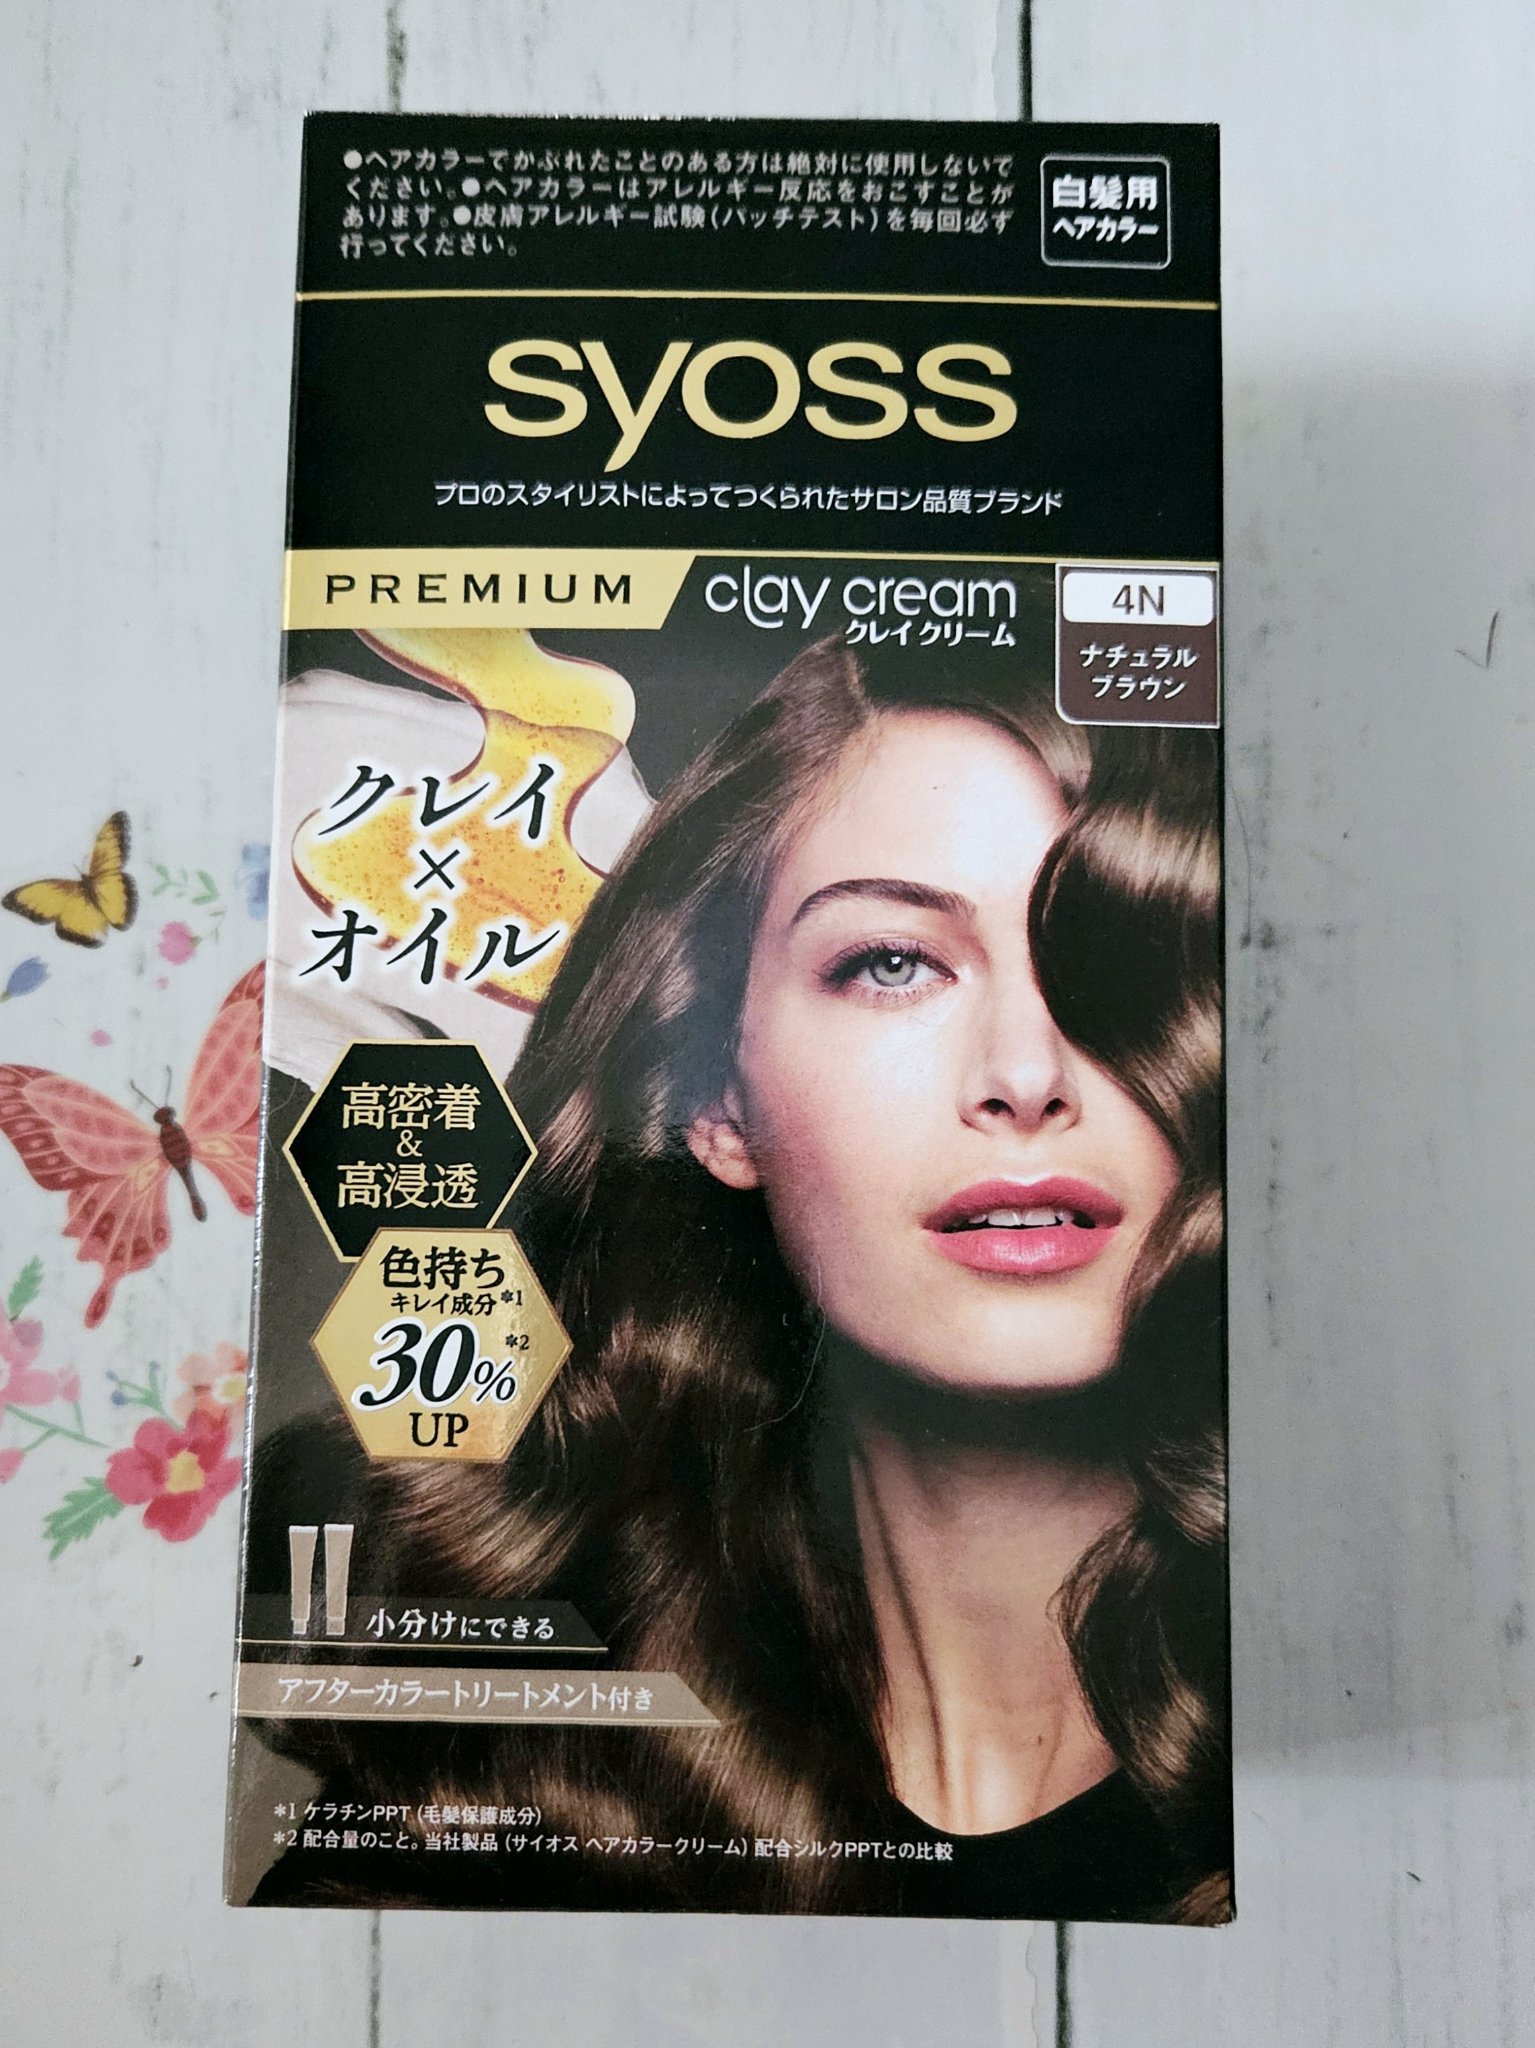 ●ヘアカラーでかぶれたことのある方は絶対に使用しないで
ください。●ヘアカラーはアレルギー反応をおこすことが
あります。●皮膚アレルギー試験(パッチテスト)を毎回必ず
行ってください。
白髪用
ヘアカラー
syoss
プロのスタイリストによってつくられたサロン品質ブランド
PREMIUM
clay cream
クレイ クリーム
4N
ナチュラル
ブラウン
クレイ
×
オイル
高密着
&
高浸透
色持ち
キレイ成分*1
30%*2
UP
小分けにできる
アフターカラートリートメント付き
*1 ケラチンPPT (毛髪保護成分)
*2 配合量のこと。当社製品 (サイオス ヘアカラークリーム) 配合シルクPPTとの比較